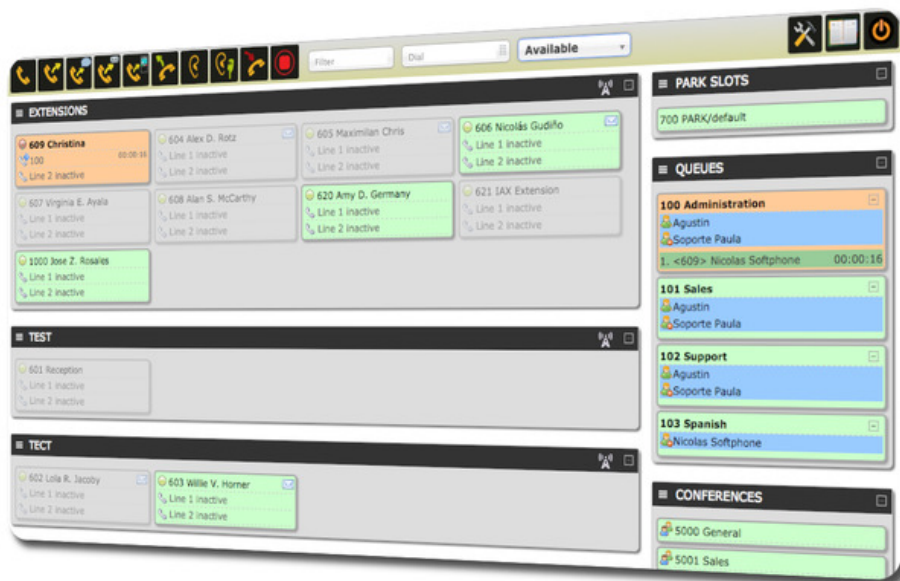 Filter
Dial
Available
EXTENSIONS
609 Christina
100 00:00:16
Line 2 inactive
604 Alex D. Rotz
Line 1 inactive
Line 2 inactive
605 Maximilan Chris
Line 1 inactive
Line 2 inactive
606 Nicolás Gudiño
Line 1 inactive
Line 2 inactive
607 Virginia E. Ayala
Line 1 inactive
Line 2 inactive
608 Alan S. McCarthy
Line 1 inactive
Line 2 inactive
620 Amy D. Germany
Line 1 inactive
Line 2 inactive
621 IAX Extension
Line 1 inactive
Line 2 inactive
1000 Jose Z. Rosales
Line 1 inactive
Line 2 inactive
TEST
601 Reception
Line 1 inactive
Line 2 inactive
TECT
602 Lola R. Jacoby
Line 1 inactive
Line 2 inactive
603 Willie V. Horner
Line 1 inactive
Line 2 inactive
PARK SLOTS
700 PARK/default
QUEUES
100 Administration
Agustin
Soporte Paula
1. <609> Nicolas Softphone 00:00:16
101 Sales
Agustin
Soporte Paula
102 Support
Agustin
Soporte Paula
103 Spanish
Nicolas Softphone
CONFERENCES
5000 General
5001 Sales